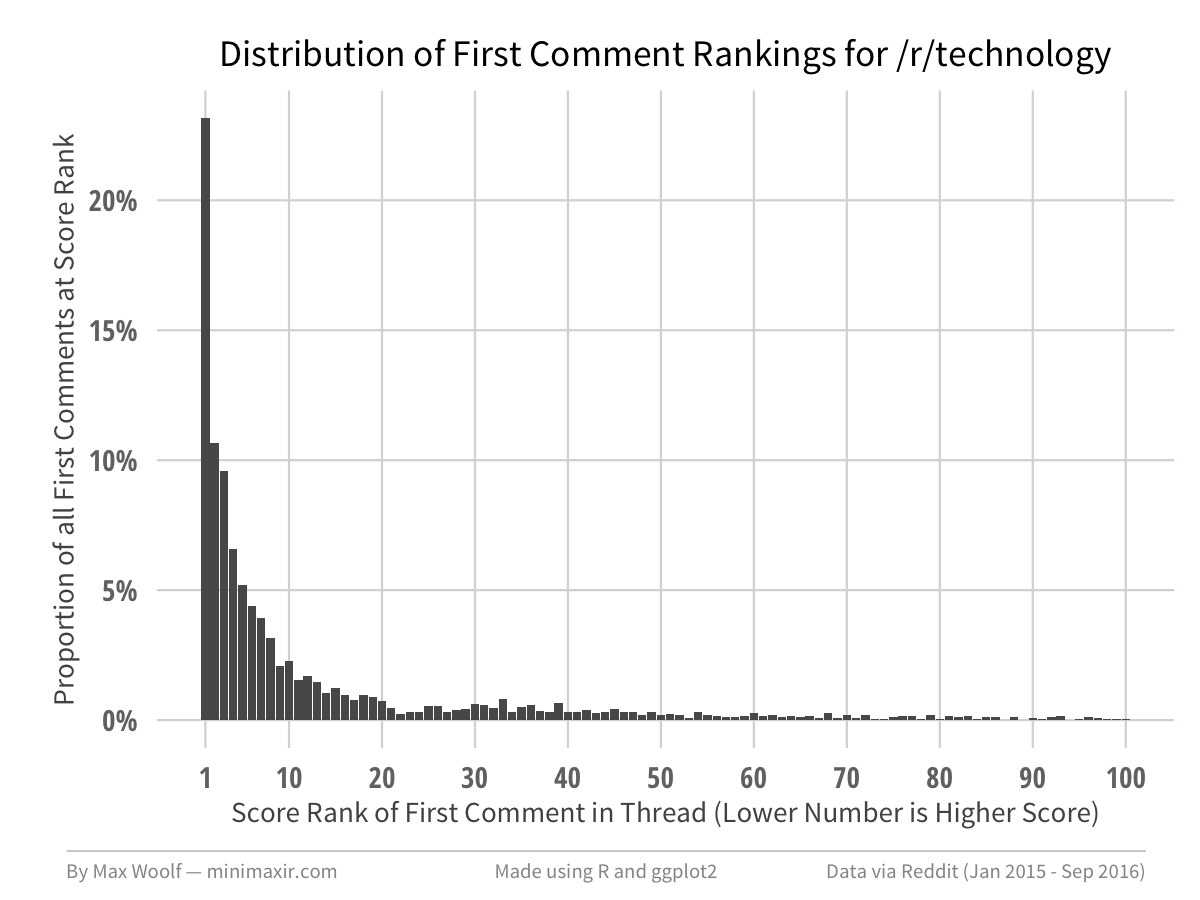 Distribution of First Comment Rankings for /r/technology
Proportion of all First Comments at Score Rank
20%
15%
10%
5%
0%
1 10 20 30 40 50 60 70 80 90 100
Score Rank of First Comment in Thread (Lower Number is Higher Score)
By Max Woolf — minimaxir.com Made using R and ggplot2 Data via Reddit (Jan 2015 - Sep 2016)